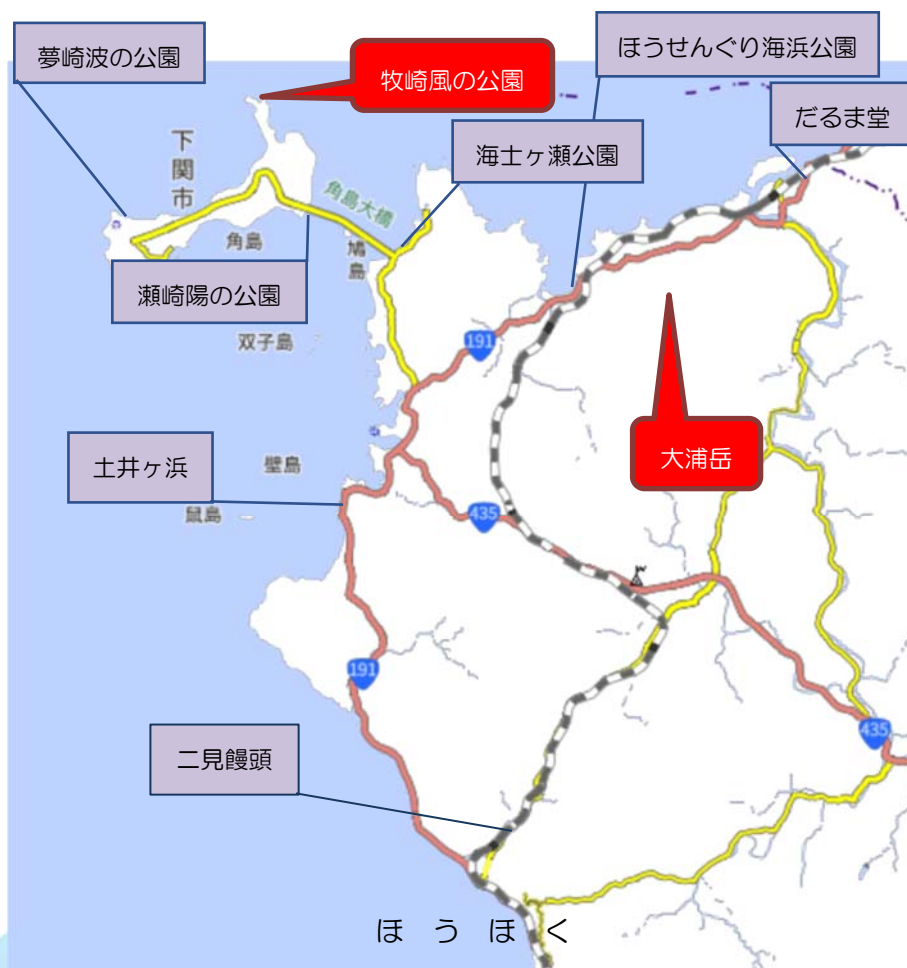 夢崎波の公園
牧崎風の公園
ほうせんぐり海浜公園
だるま堂
海士ヶ瀬公園
下関市
角島大橋
角島
鳩島
瀬崎陽の公園
双子島
191
大浦岳
土井ヶ浜
壁島
鼠島
435
191
二見饅頭
435
ほうほく